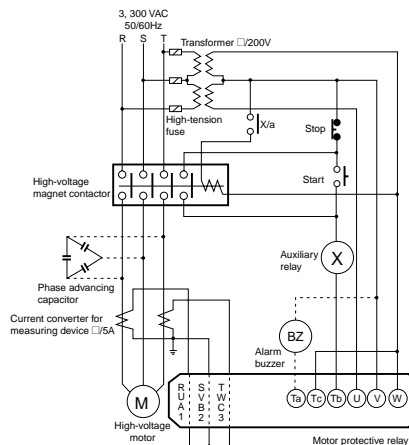 3, 300 VAC
50/60Hz
R S T
Transformer □/200V
High-tension
fuse
X/a
Stop
Start
High-voltage
magnet contactor
Auxiliary
relay
X
Phase advancing
capacitor
Current converter for
measuring device □/5A
BZ
Alarm
buzzer
Ta Tc Tb U V W
R S T
U V W
A B C
1 2 3
M
High-voltage
motor
Motor protective relay